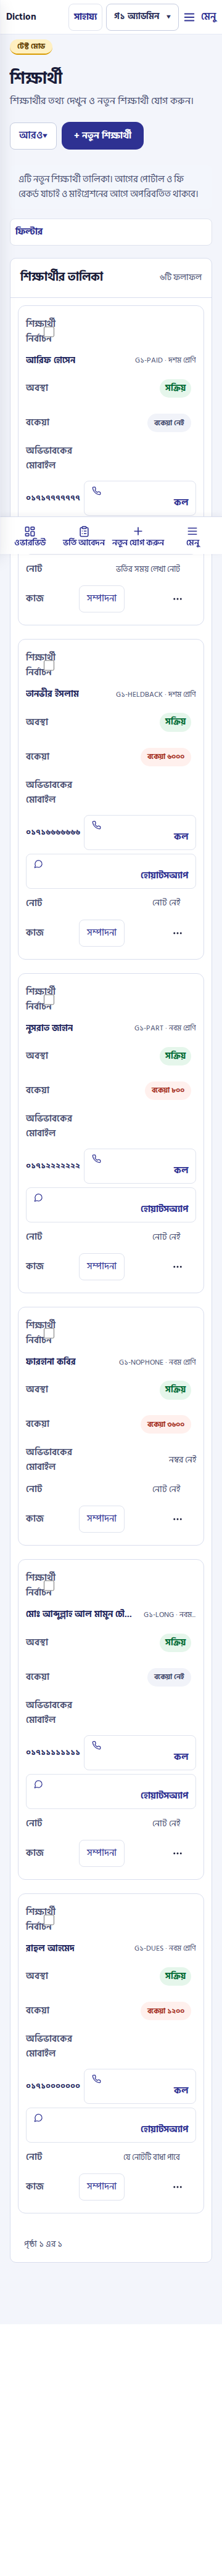 Diction
সাহায্য
গ১ অ্যাডমিন
মেনু
টেস্ট মোড
শিক্ষার্থী
শিক্ষার্থীর তথ্য দেখুন ও নতুন শিক্ষার্থী যোগ করুন।
আরও
+ নতুন শিক্ষার্থী
এটি নতুন শিক্ষার্থী তালিকা। আগের পোর্টাল ও ফি
রেকর্ড যাচাই ও মাইগ্রেশনের আগে অপরিবর্তিত থাকবে।
ফিল্টার
শিক্ষার্থীর তালিকা
৬টি ফলাফল
শিক্ষার্থী
নির্বাচন
আরিফ হোসেন
G১-PAID · দশম শ্রেণি
অবস্থা
সক্রিয়
বকেয়া
বকেয়া নেই
অভিভাবকের
মোবাইল
০১৭১৭৭৭৭৭৭৭
কল
ওভারভিউ
ভর্তি আবেদন
নতুন যোগ করুন
মেনু
নোট
ভর্তির সময় লেখা নোট
কাজ
সম্পাদনা
শিক্ষার্থী
নির্বাচন
তানভীর ইসলাম
G১-HELDBACK · দশম শ্রেণি
অবস্থা
সক্রিয়
বকেয়া
বকেয়া ৬০০০
অভিভাবকের
মোবাইল
০১৭১৬৬৬৬৬৬৬
কল
হোয়াটসঅ্যাপ
নোট
নোট নেই
কাজ
সম্পাদনা
শিক্ষার্থী
নির্বাচন
নুসরাত জাহান
G১-PART · নবম শ্রেণি
অবস্থা
সক্রিয়
বকেয়া
বকেয়া ৮০০
অভিভাবকের
মোবাইল
০১৭১২২২২২২২
কল
হোয়াটসঅ্যাপ
নোট
নোট নেই
কাজ
সম্পাদনা
শিক্ষার্থী
নির্বাচন
ফারহানা কবির
G১-NOPHONE · নবম শ্রেণি
অবস্থা
সক্রিয়
বকেয়া
বকেয়া ৩৬০০
অভিভাবকের
মোবাইল
নম্বর নেই
নোট
নোট নেই
কাজ
সম্পাদনা
শিক্ষার্থী
নির্বাচন
মোঃ আব্দুল্লাহ আল মামুন চৌ...
G১-LONG · নবম...
অবস্থা
সক্রিয়
বকেয়া
বকেয়া নেই
অভিভাবকের
মোবাইল
০১৭১১১১১১১১
কল
হোয়াটসঅ্যাপ
নোট
নোট নেই
কাজ
সম্পাদনা
শিক্ষার্থী
নির্বাচন
রাহুল আহমেদ
G১-DUES · নবম শ্রেণি
অবস্থা
সক্রিয়
বকেয়া
বকেয়া ১২০০
অভিভাবকের
মোবাইল
০১৭১০০০০০০০
কল
হোয়াটসঅ্যাপ
নোট
যে নোটটি রাখা পাবে
কাজ
সম্পাদনা
পৃষ্ঠা ১ এর ১